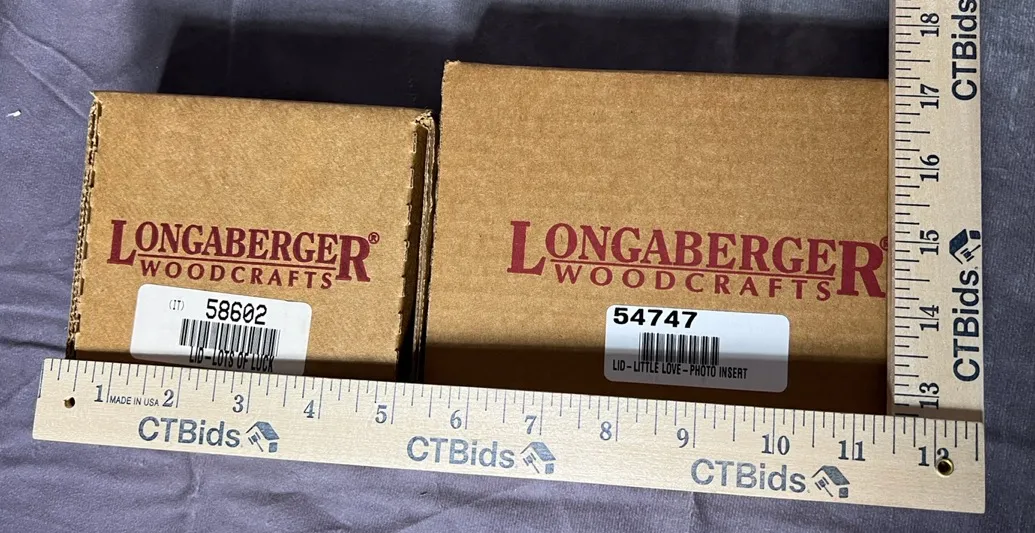 LONGABERGER®
WOODCRAFTS
(IT) 58602
LID-LOTS OF LUCK
LONGABERGER®
WOODCRAFTS
54747
LID-LITTLE LOVE-PHOTO INSERT
1 MADE IN USA 2 3 4 5 6 7 8 9 10 11 12
CTBids. CTBids. CTBids.
18
17
16
15
14
13
CTBids
CTBids.